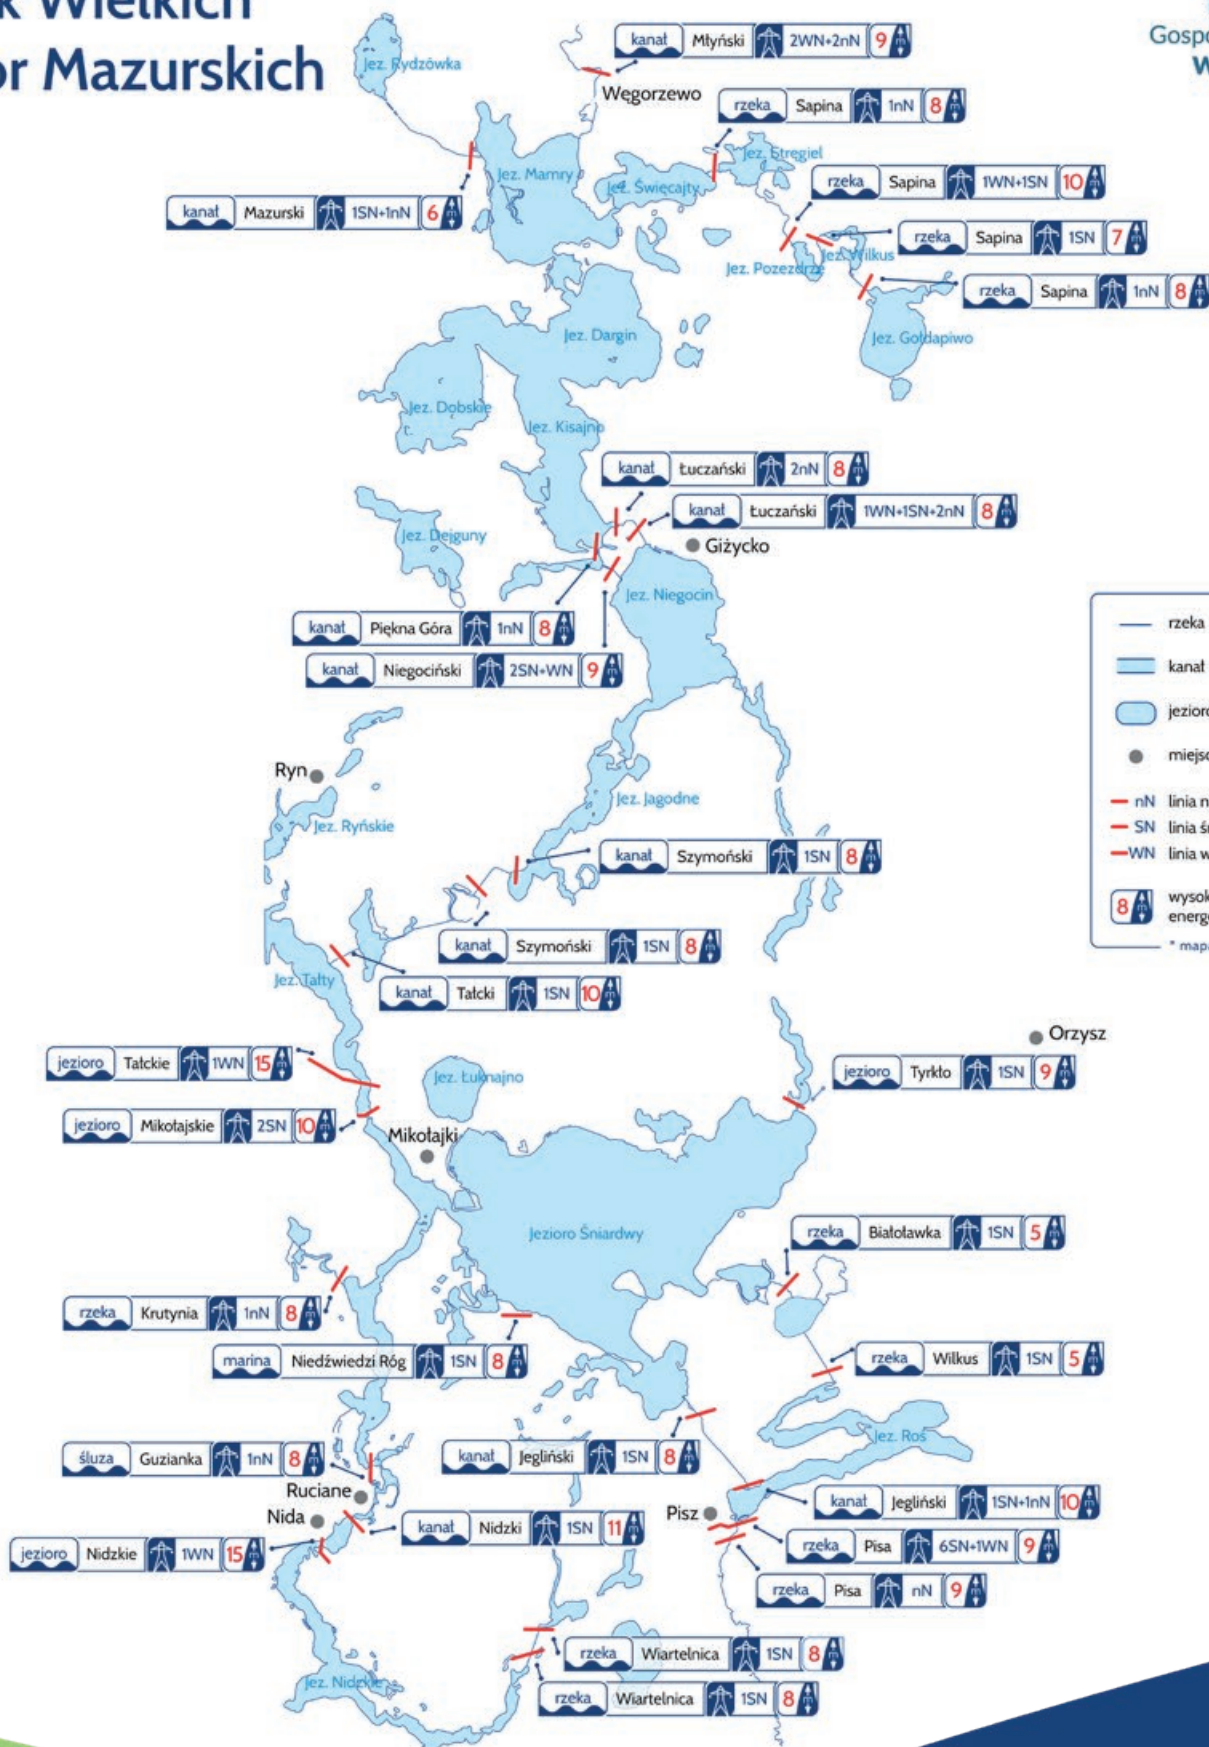 k Wielkich
or Mazurskich
Gospo
W
kanał Młyński 2WN+2nN 9
Jez. Rydzówka
Węgorzewo
rzeka Sapina 1nN 8
Jez. Stręgiel
Jez. Mamry
Jez. Święcajty
rzeka Sapina 1WN+1SN 10
kanał Mazurski 1SN+1nN 6
rzeka Sapina 1SN 7
Jez. Wilkus
Jez. Pozezdrze
rzeka Sapina 1nN 8
Jez. Dargin
Jez. Gołdapiwo
Jez. Dobskie
Jez. Kisajno
kanał Łuczański 2nN 8
kanał Łuczański 1WN+1SN+2nN 8
Jez. Dejguny
Giżycko
Jez. Niegocin
kanał Piękna Góra 1nN 8
kanał Niegociński 2SN+WN 9
rzeka
kanał
jezioro
miejsc
nN linia n
SN linia ś
WN linia w
8 wysok
energe
* mapa
Ryn
Jez. Jagodne
Jez. Ryńskie
kanał Szymoński 1SN 8
kanał Szymoński 1SN 8
Jez. Tałty
kanał Tałcki 1SN 10
Orzysz
jezioro Tałckie 1WN 15
jezioro Tyrkło 1SN 9
Jez. Łuknajno
jezioro Mikołajskie 2SN 10
Mikołajki
Jezioro Śniardwy
rzeka Białoławka 1SN 5
rzeka Krutynia 1nN 8
marina Niedźwiedzi Róg 1SN 8
rzeka Wilkus 1SN 5
Jez. Roś
śluza Guzianka 1nN 8
kanał Jegliński 1SN 8
Ruciane
Nida
kanał Jegliński 1SN+1nN 10
Pisz
kanał Nidzki 1SN 11
rzeka Pisa 6SN+1WN 9
jezioro Nidzkie 1WN 15
rzeka Pisa nN 9
rzeka Wiartelnica 1SN 8
Jez. Nidzkie
rzeka Wiartelnica 1SN 8